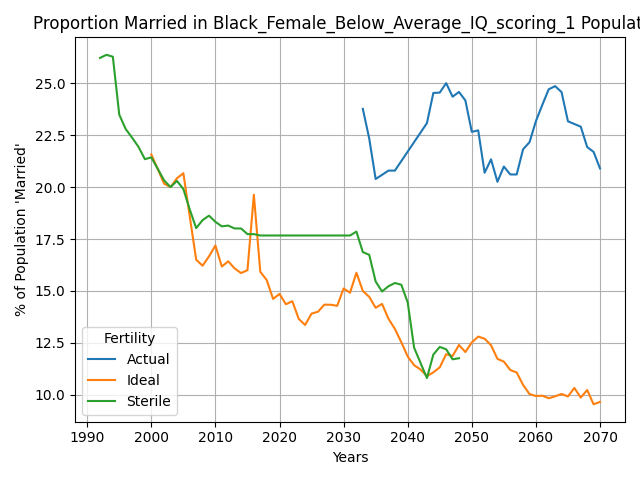 Proportion Married in Black_Female_Below_Average_IQ_scoring_1 Populat
% of Population 'Married'
25.0
22.5
20.0
17.5
15.0
12.5
10.0
Fertility
Actual
Ideal
Sterile
1990 2000 2010 2020 2030 2040 2050 2060 2070
Years